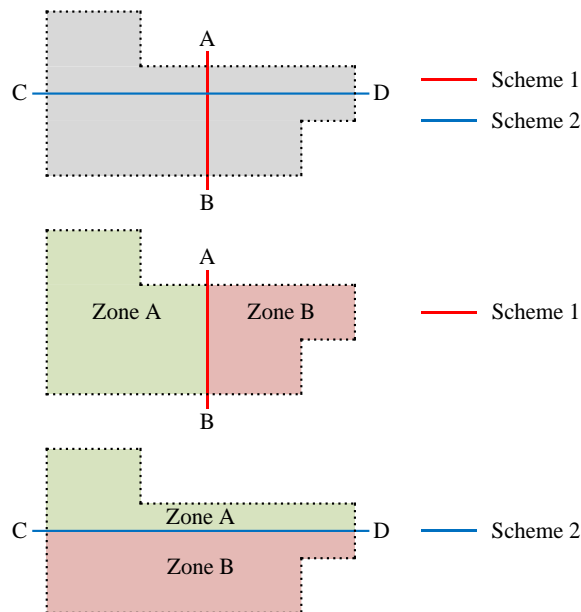 A
C
D
Scheme 1
Scheme 2
B
A
Zone A
Zone B
Scheme 1
B
C
Zone A
D
Scheme 2
Zone B